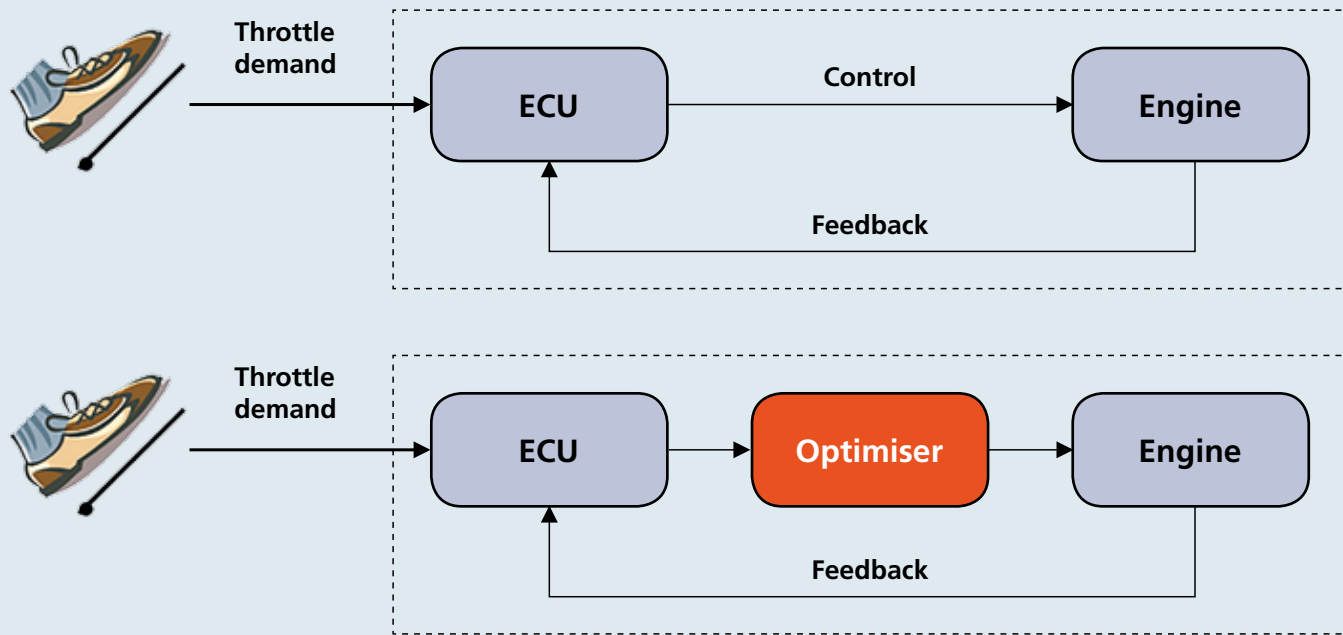 Throttle
demand
ECU
Control
Engine
Feedback
Throttle
demand
ECU
Optimiser
Engine
Feedback